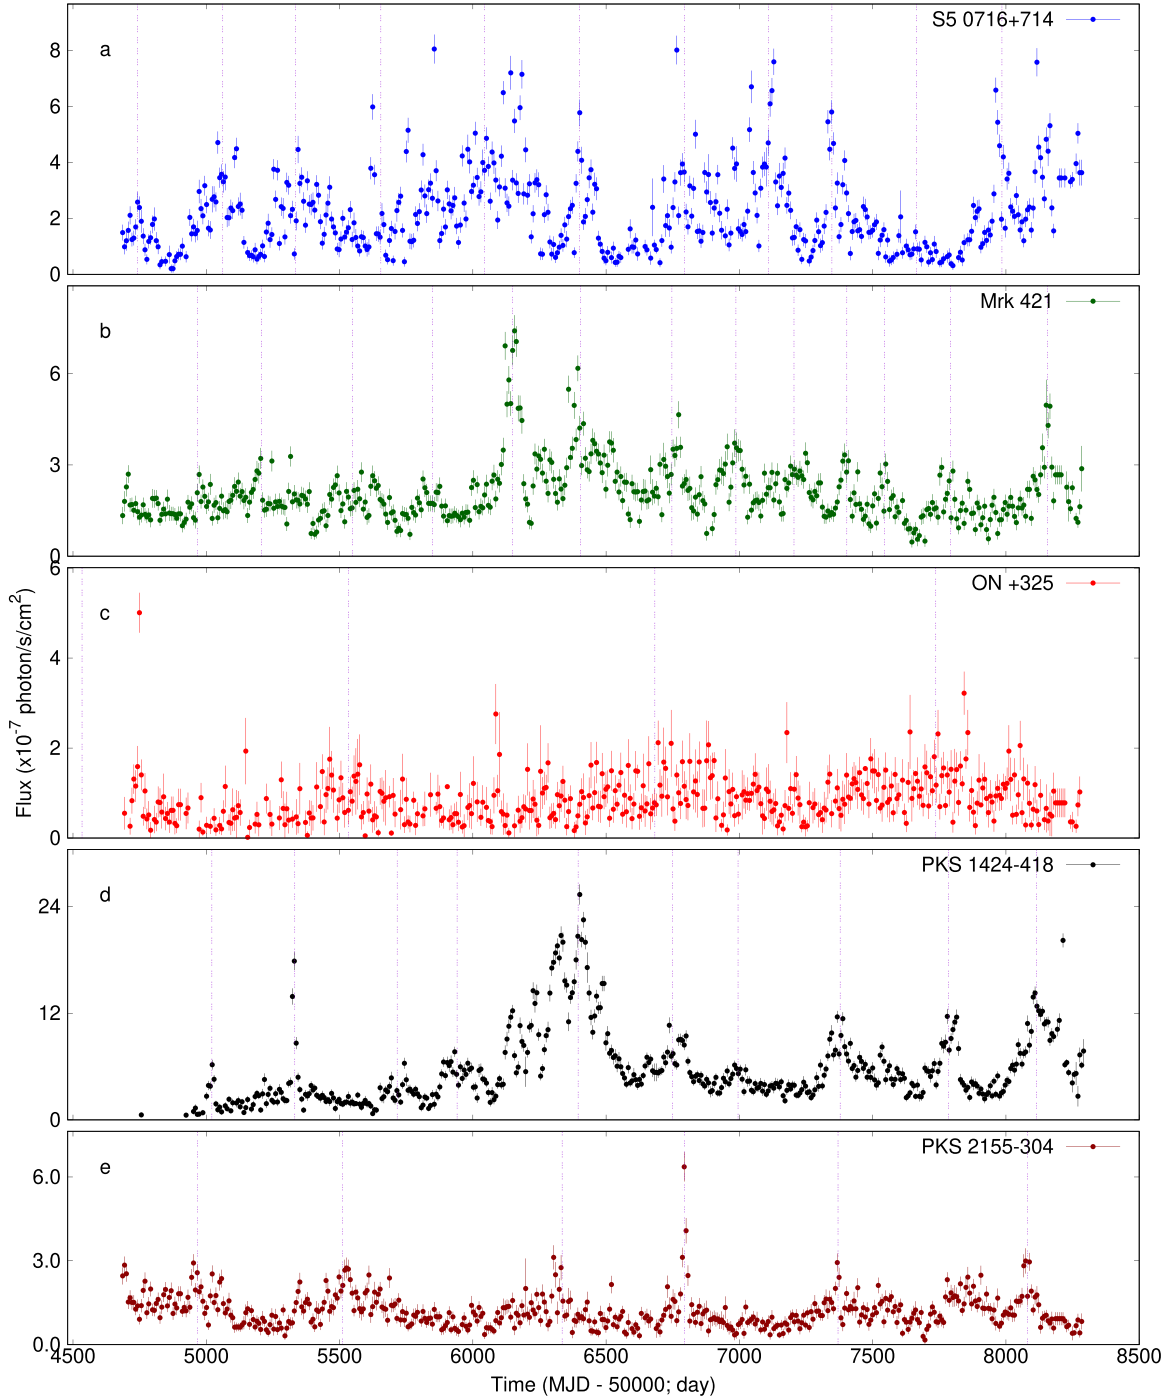 S5 0716+714
a
8
6
4
2
0
Mrk 421
b
6
3
0
6
ON +325
c
4
2
0
Flux (x10⁻⁷ photon/s/cm²)
PKS 1424-418
d
24
12
0
PKS 2155-304
e
6.0
3.0
0.0
4500 5000 5500 6000 6500 7000 7500 8000 8500
Time (MJD - 50000; day)